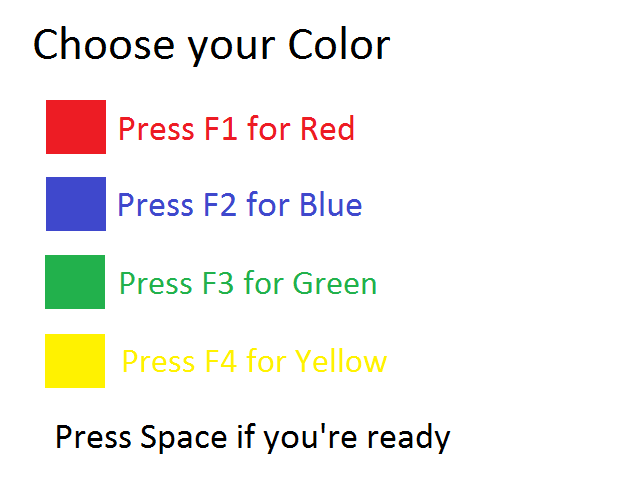 Choose your Color
Press F1 for Red
Press F2 for Blue
Press F3 for Green
Press F4 for Yellow
Press Space if you're ready